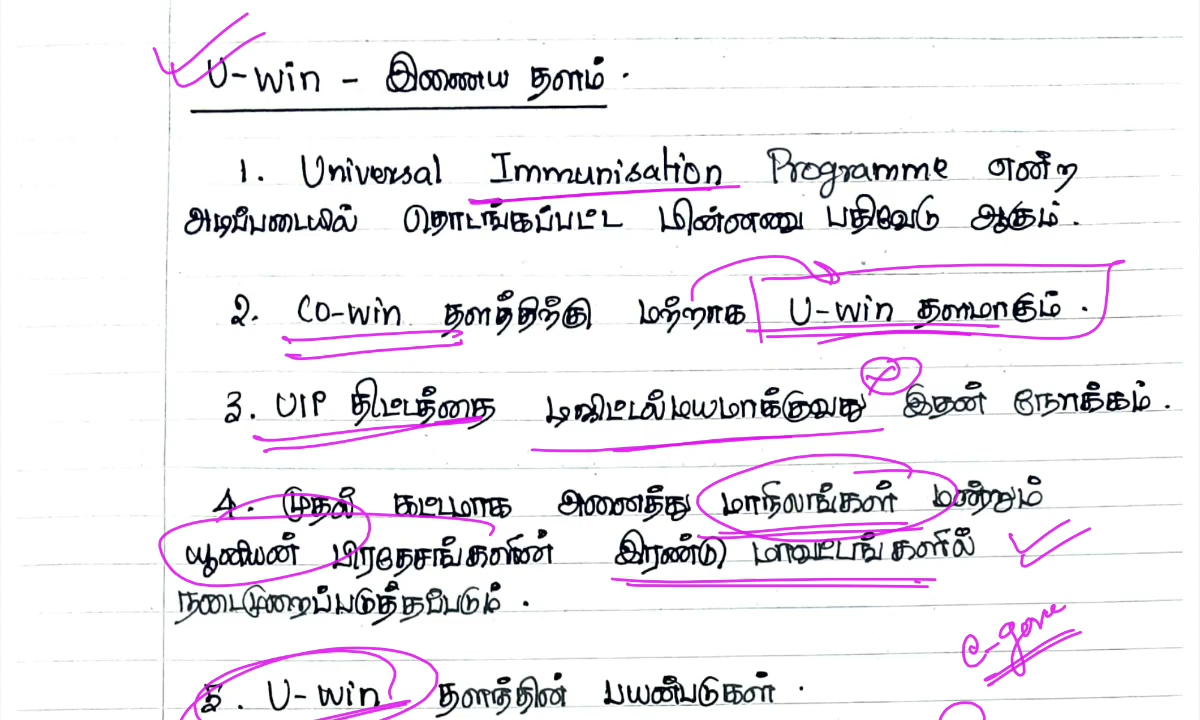 U-win - இணைய தளம்.
1. Universal Immunisation Programme என்ற
அடிப்படையில் தொடங்கப்பட்ட மின்னணு பதிவேடு ஆகும்.
2. CO-win தளத்திற்கு மாற்றாக U-win தளமாகும்.
3. UIP திட்டத்தை டிஜிட்டல்மயமாக்குவது இதன் நோக்கம்.
4. முதல் கட்டமாக அனைத்து மாநிலங்கள் மற்றும்
யூனியன் பிரதேசங்களின் இரண்டு மாவட்டங்களில்
நடைமுறைப்படுத்தப்படும்.
e-gove
5. U-win தளத்தின் பயன்பாடுகள்.